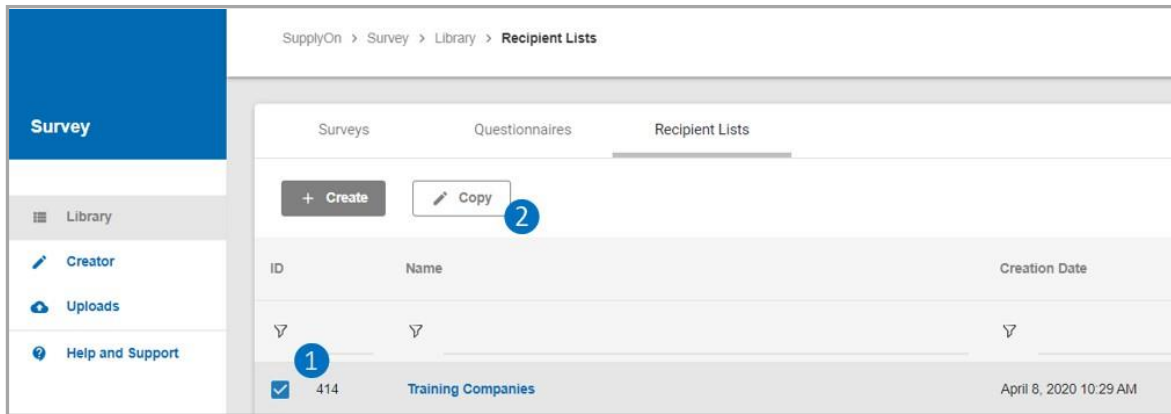 SupplyOn > Survey > Library > Recipient Lists
Survey
Surveys Questionnaires Recipient Lists
+ Create Copy
2
Library
Creator
Uploads
Help and Support
ID Name Creation Date
1
414 Training Companies April 8, 2020 10:29 AM